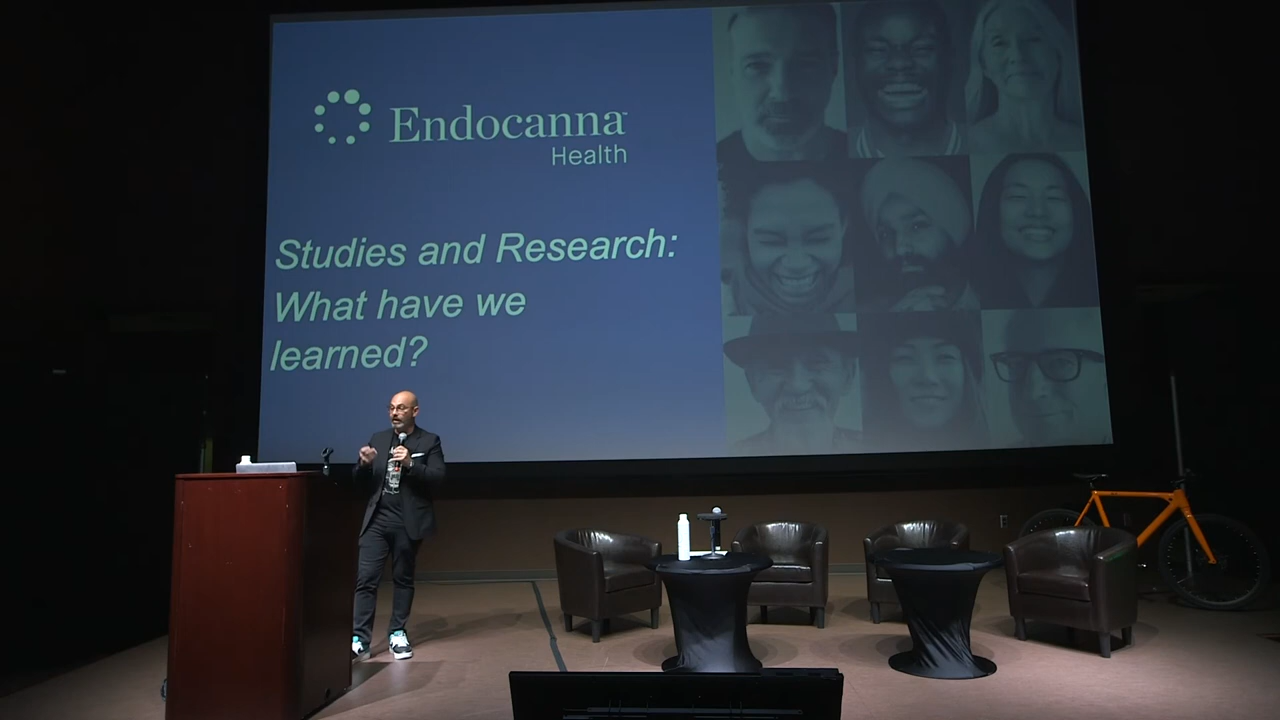 Endocanna
Health
Studies and Research:
What have we
learned?